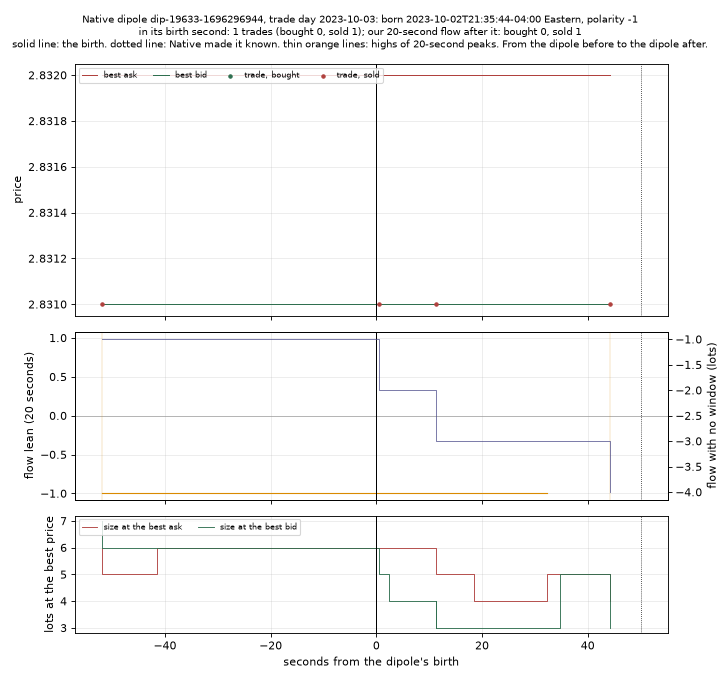 Native dipole dip-19633-1696296944, trade day 2023-10-03: born 2023-10-02T21:35:44-04:00 Eastern, polarity -1
in its birth second: 1 trades (bought 0, sold 1); our 20-second flow after it: bought 0, sold 1
solid line: the birth. dotted line: Native made it known. thin orange lines: highs of 20-second peaks. From the dipole before to the dipole after.
best ask best bid trade, bought trade, sold
2.8320
2.8318
2.8316
2.8314
2.8312
2.8310
price
1.0
0.5
0.0
−0.5
−1.0
flow lean (20 seconds)
−1.0
−1.5
−2.0
−2.5
−3.0
−3.5
−4.0
flow with no window (lots)
size at the best ask size at the best bid
7
6
5
4
3
lots at the best price
−40 −20 0 20 40
seconds from the dipole's birth